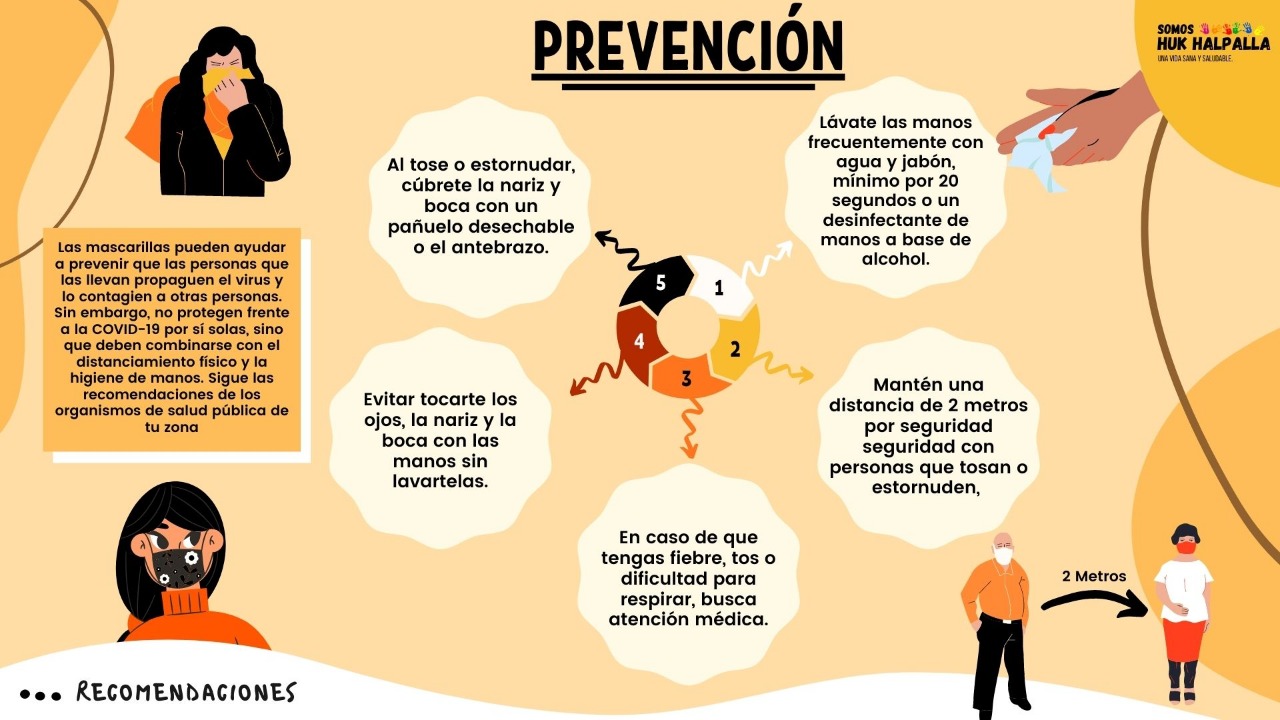 PREVENCIÓN
SOMOS
HUK HALPALLA
UNA VIDA SANA Y SALUDABLE.
Las mascarillas pueden ayudar
a prevenir que las personas que
las llevan propaguen el virus y
lo contagien a otras personas.
Sin embargo, no protegen frente
a la COVID-19 por sí solas, sino
que deben combinarse con el
distanciamiento físico y la
higiene de manos. Sigue las
recomendaciones de los
organismos de salud pública de
tu zona
Al tose o estornudar,
cúbrete la nariz y
boca con un
pañuelo desechable
o el antebrazo.
Lávate las manos
frecuentemente con
agua y jabón,
mínimo por 20
segundos o un
desinfectante de
manos a base de
alcohol.
5
1
4
2
3
Evitar tocarte los
ojos, la nariz y la
boca con las
manos sin
lavartelas.
Mantén una
distancia de 2 metros
por seguridad
seguridad con
personas que tosan o
estornuden,
En caso de que
tengas fiebre, tos o
dificultad para
respirar, busca
atención médica.
2 Metros
... RECOMENDACIONES